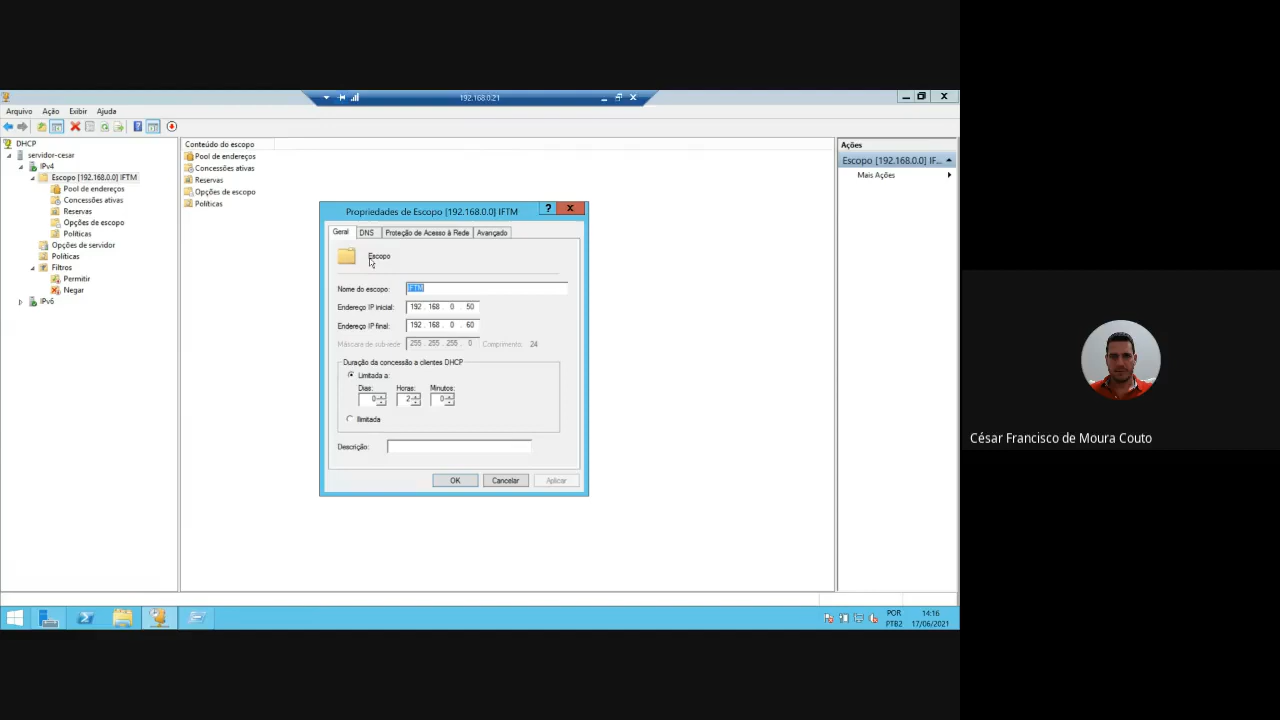 192.168.0.21
Arquivo Ação Exibir Ajuda
DHCP
servidor-cesar
IPv4
Escopo [192.168.0.0] IFTM
Pool de endereços
Concessões ativas
Reservas
Opções de escopo
Políticas
Opções de servidor
Políticas
Filtros
Permitir
Negar
IPv6
Conteúdo do escopo
Pool de endereços
Concessões ativas
Reservas
Opções de escopo
Políticas
Ações
Escopo [192.168.0.0] IF...
Mais Ações
Propriedades de Escopo [192.168.0.0] IFTM
Geral DNS Proteção de Acesso à Rede Avançado
Escopo
Nome do escopo: IFTM
Endereço IP inicial: 192 . 168 . 0 . 50
Endereço IP final: 192 . 168 . 0 . 60
Máscara de sub-rede: 255 . 255 . 255 . 0 Comprimento: 24
Duração da concessão a clientes DHCP
Limitada a:
Dias: Horas: Minutos:
0 2 0
Ilimitada
Descrição:
OK Cancelar Aplicar
POR 14:16
PTB2 17/06/2021
César Francisco de Moura Couto